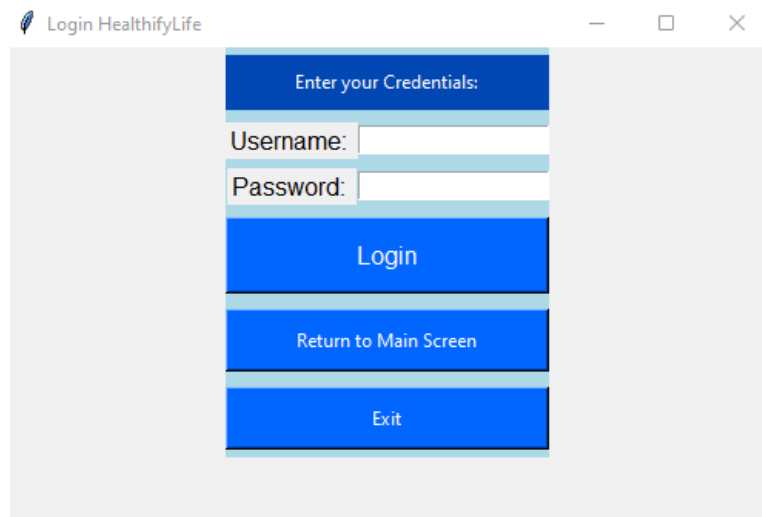 Login HealthifyLife
Enter your Credentials:
Username:
Password:
Login
Return to Main Screen
Exit